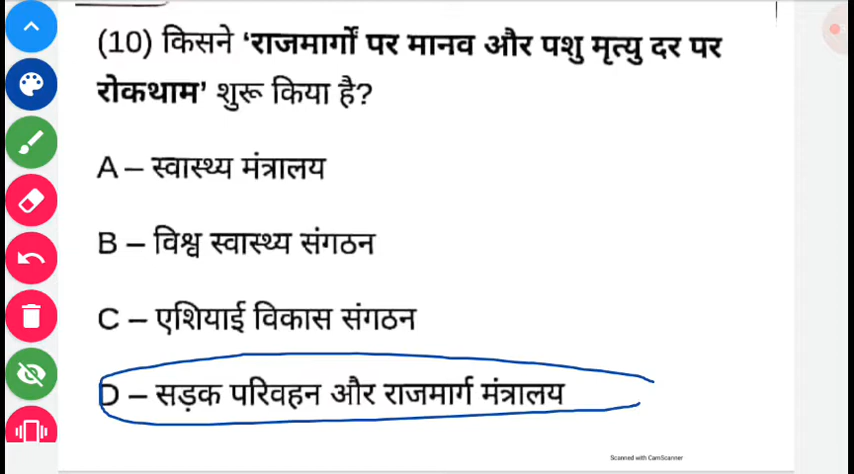 (10) किसने ‘राजमार्गों पर मानव और पशु मृत्यु दर पर
रोकथाम’ शुरू किया है?
A – स्वास्थ्य मंत्रालय
B – विश्व स्वास्थ्य संगठन
C – एशियाई विकास संगठन
D – सड़क परिवहन और राजमार्ग मंत्रालय
Scanned with CamScanner